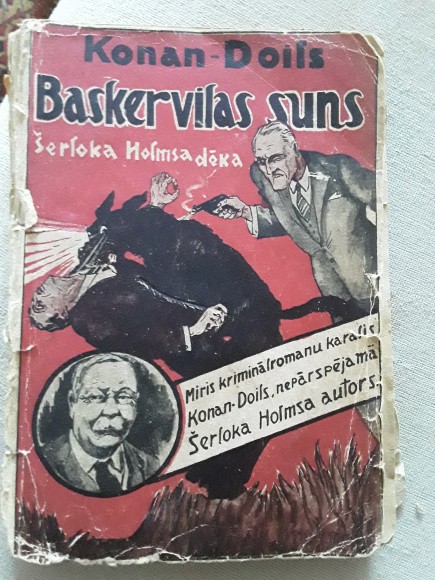 Konan-Doils
Baskervilas suns
Šerloka Holmsa dēka
Miris kriminālromanu karalis
Konan-Doils, nepārspējamā
Šerloka Holmsa autors.